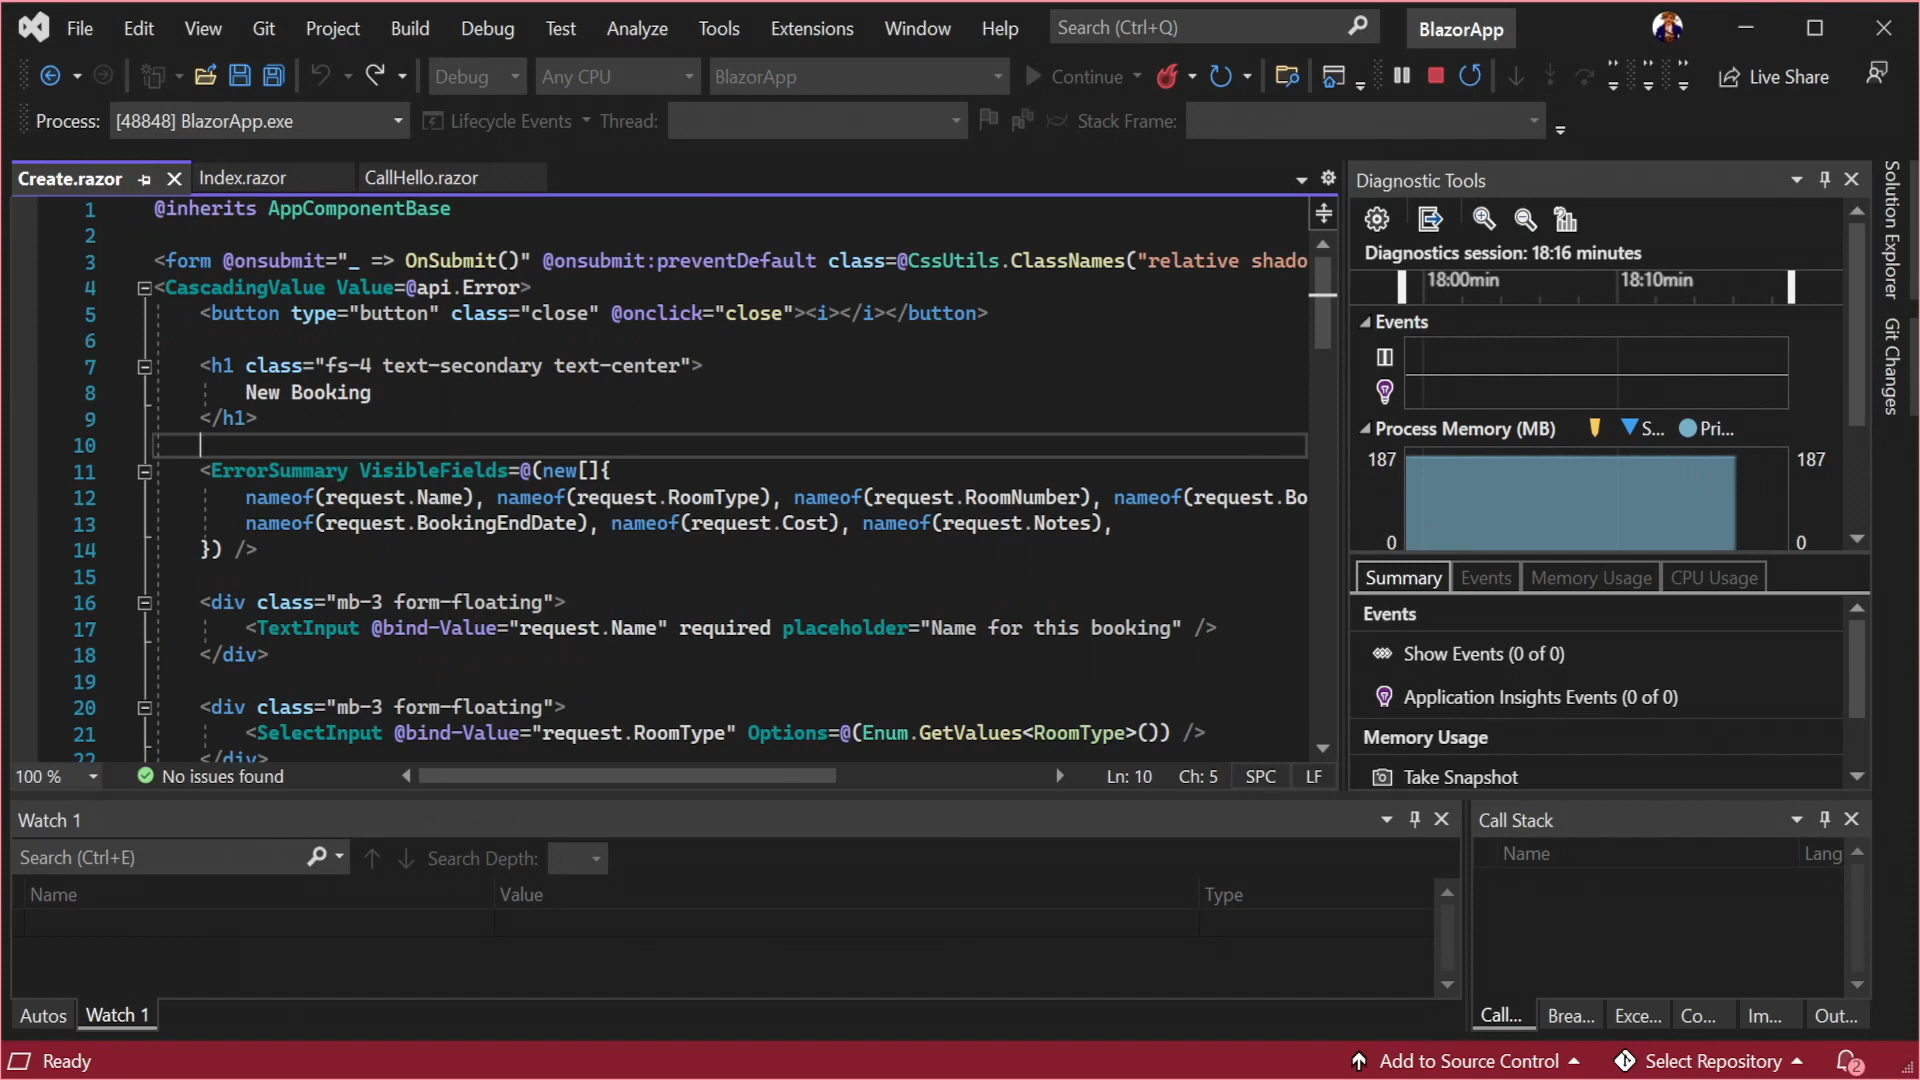 File Edit View Git Project Build Debug Test Analyze Tools Extensions Window Help Search (Ctrl+Q) BlazorApp
Debug Any CPU BlazorApp Continue Live Share
Process: [48848] BlazorApp.exe Lifecycle Events Thread: Stack Frame:
Create.razor Index.razor CallHello.razor
1 @inherits AppComponentBase
2
3 <form @onsubmit="_ => OnSubmit()" @onsubmit:preventDefault class=@CssUtils.ClassNames("relative shado
4 <CascadingValue Value=@api.Error>
5 <button type="button" class="close" @onclick="close"><i></i></button>
6
7 <h1 class="fs-4 text-secondary text-center">
8 New Booking
9 </h1>
10
11 <ErrorSummary VisibleFields=@(new[]{
12 nameof(request.Name), nameof(request.RoomType), nameof(request.RoomNumber), nameof(request.Bo
13 nameof(request.BookingEndDate), nameof(request.Cost), nameof(request.Notes),
14 }) />
15
16 <div class="mb-3 form-floating">
17 <TextInput @bind-Value="request.Name" required placeholder="Name for this booking" />
18 </div>
19
20 <div class="mb-3 form-floating">
21 <SelectInput @bind-Value="request.RoomType" Options=@(Enum.GetValues<RoomType>()) />
22 </div>
100 % No issues found Ln: 10 Ch: 5 SPC LF
Diagnostic Tools
Diagnostics session: 18:16 minutes
18:00min 18:10min
Events
Process Memory (MB) S... Pri...
187 187
0 0
Summary Events Memory Usage CPU Usage
Events
Show Events (0 of 0)
Application Insights Events (0 of 0)
Memory Usage
Take Snapshot
Solution Explorer
Git Changes
Watch 1
Search (Ctrl+E) Search Depth:
Name Value Type
Autos Watch 1
Call Stack
Name Lang
Call... Brea... Exce... Co... Im... Out...
Ready Add to Source Control Select Repository 2